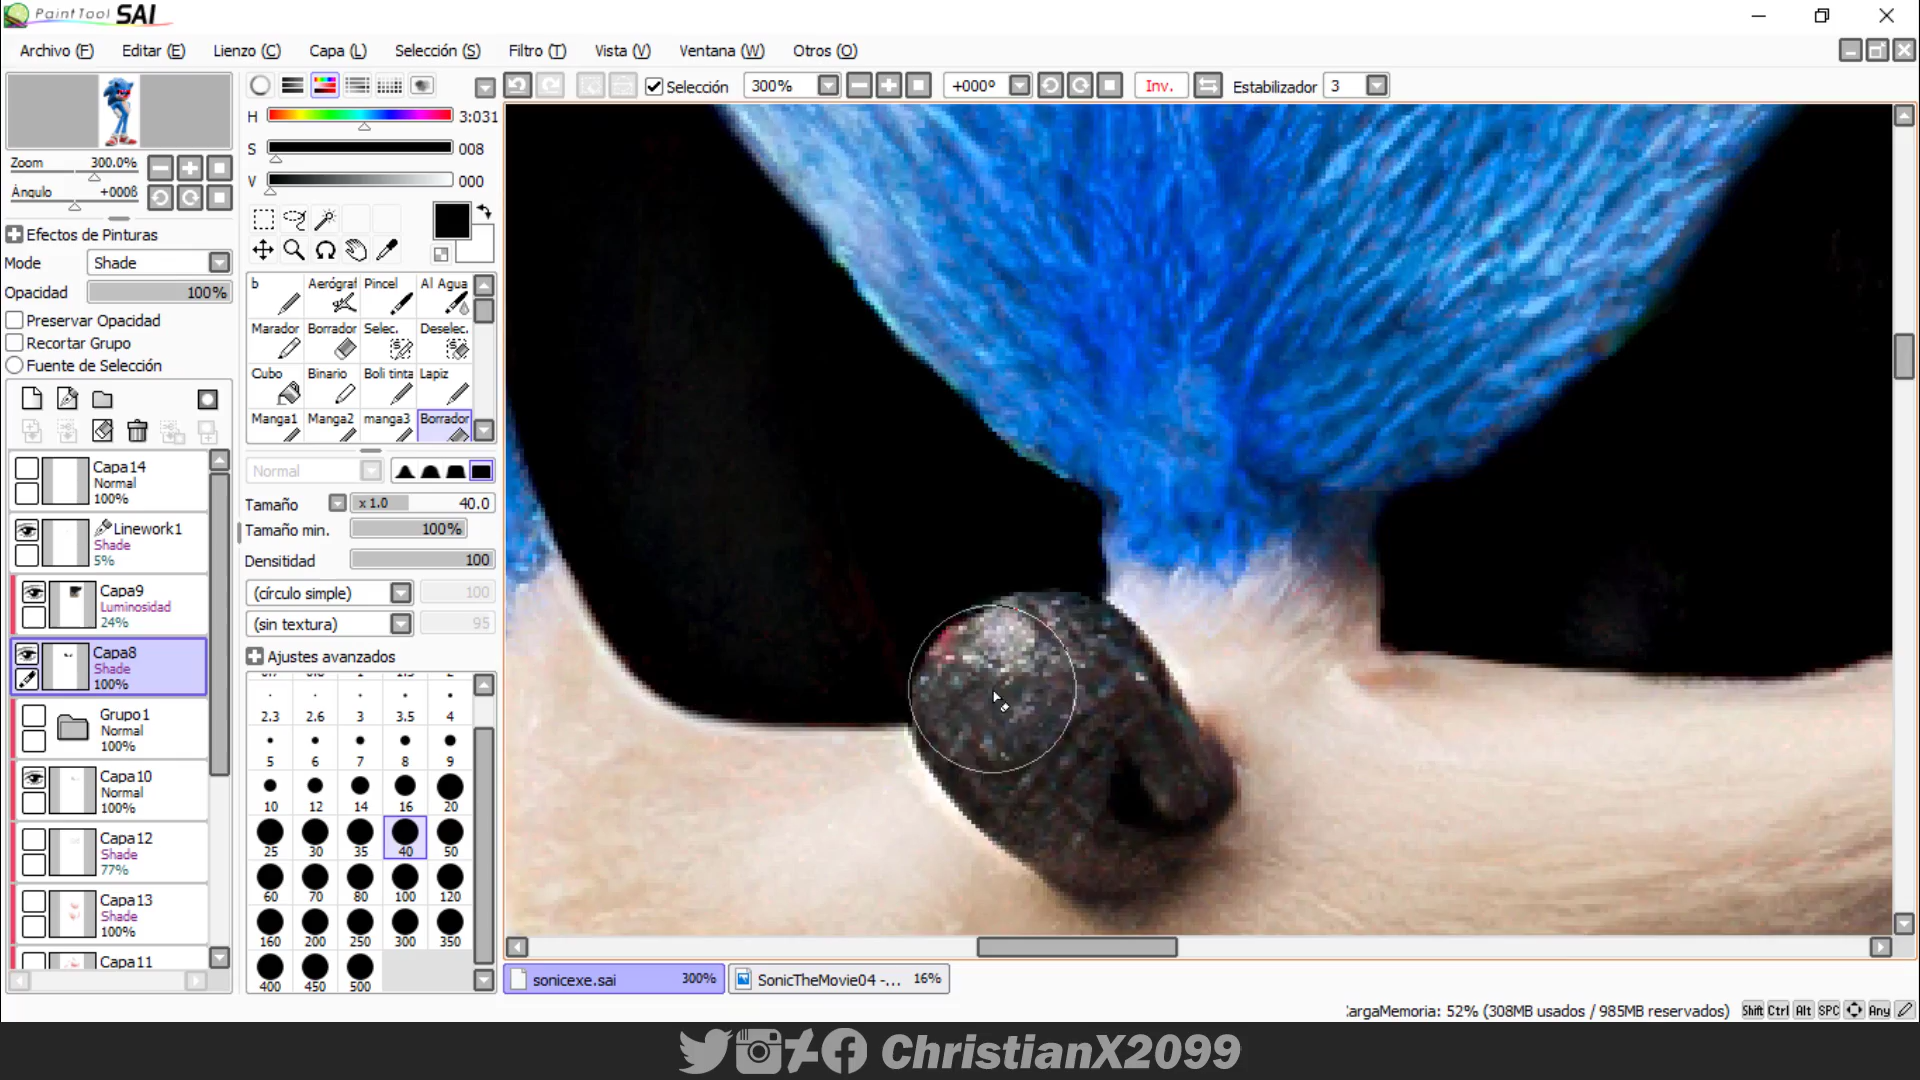 PaintTool SAI
Archivo (F) Editar (E) Lienzo (C) Capa (L) Selección (S) Filtro (T) Vista (V) Ventana (W) Otros (O)
Selección 300% +000º Inv. Estabilizador 3
H 3:031
S 008
V 000
Zoom 300.0%
Ángulo +000ß
Efectos de Pinturas
Mode Shade
Opacidad 100%
Preservar Opacidad
Recortar Grupo
Fuente de Selección
Capa14
Normal
100%
Linework1
Shade
5%
Capa9
Luminosidad
24%
Capa8
Shade
100%
Grupo1
Normal
100%
Capa10
Normal
100%
Capa12
Shade
77%
Capa13
Shade
100%
Capa11
b Aerógraf Pincel Al Agua
Marador Borrador Selec. Deselec.
Cubo Binario Boli tinta Lapiz
Manga1 Manga2 manga3 Borrador
Normal
Tamaño x 1.0 40.0
Tamaño min. 100%
Densitidad 100
(círculo simple) 100
(sin textura) 95
Ajustes avanzados
2.3 2.6 3 3.5 4
5 6 7 8 9
10 12 14 16 20
25 30 35 40 50
60 70 80 100 120
160 200 250 300 350
400 450 500
sonicexe.sai 300% SonicTheMovie04 -... 16%
argaMemoria: 52% (308MB usados / 985MB reservados) Shift Ctrl Alt SPC Any
ChristianX2099